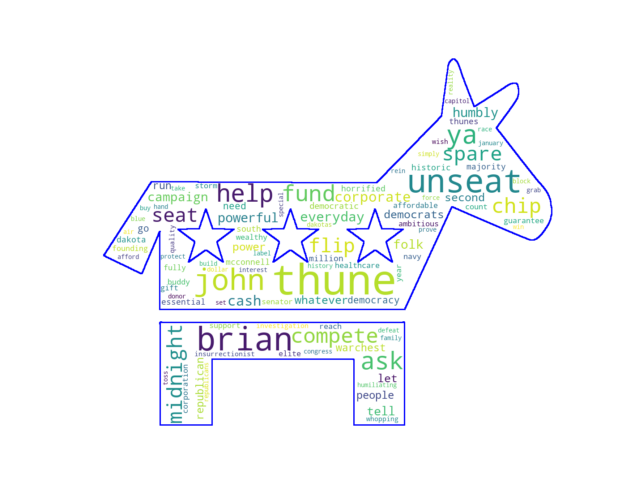 reality
capitol
humbly
thunes
ya
race
wish
january
simply
spare
historic
majority
rein
unseat
block
grab
run
take
storm
help
fund
horrified
corporate
force
second
chip
campaign
special
affordable
count
buy
hand
need
democratic
seat
powerful
everyday
democrats
ambitious
guarantee
blue
go
south
dakotas
prove
dakota
quality
wealthy
power
label
flip
folk
founding
afford
protect
build
mcconnell
million
navy
fully
dollar
interest
history
healthcare
year
buddy
john
thune
gift
donor
essential
set
cash
senator
whatever
democracy
support
investigation
reach
midnight
brian
compete
defeat
family
warchest
insurrectionist
elite
congress
ask
toss
corporation
republican
republicans
let
humiliating
people
tell
whopping